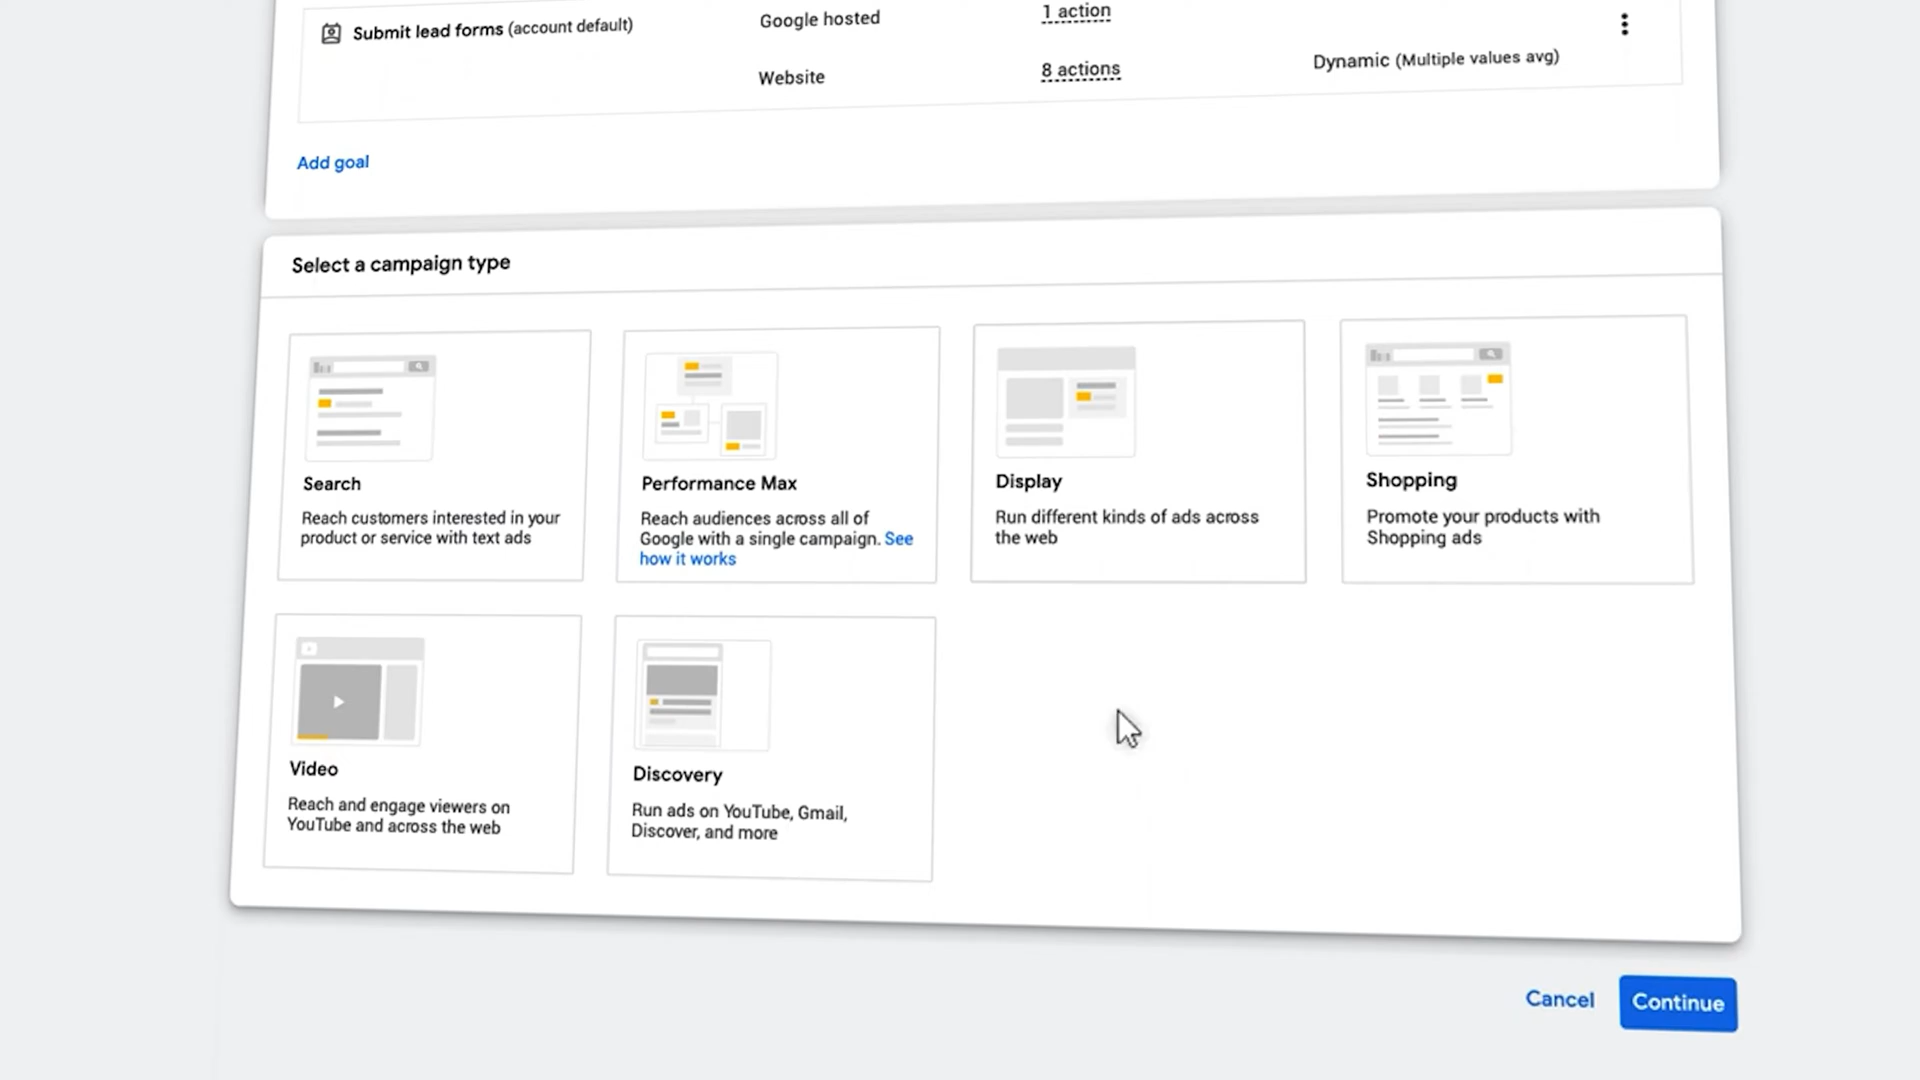 Submit lead forms (account default)
Google hosted
1 action
Website
8 actions
Dynamic (Multiple values avg)
Add goal
Select a campaign type
Search
Reach customers interested in your
product or service with text ads
Performance Max
Reach audiences across all of
Google with a single campaign. See
how it works
Display
Run different kinds of ads across
the web
Shopping
Promote your products with
Shopping ads
Video
Reach and engage viewers on
YouTube and across the web
Discovery
Run ads on YouTube, Gmail,
Discover, and more
Cancel
Continue